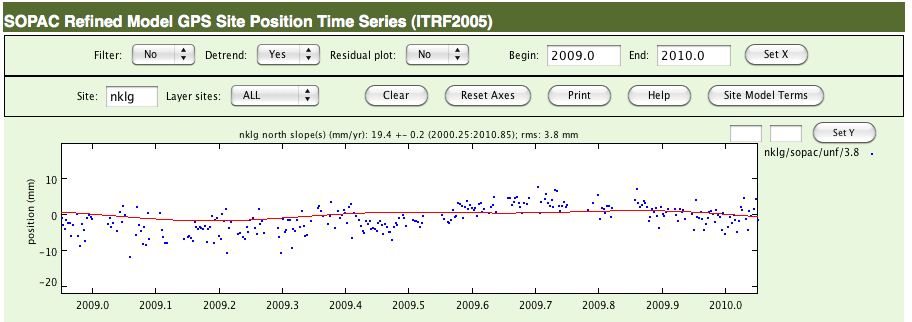 SOPAC Refined Model GPS Site Position Time Series (ITRF2005)
Filter: No Detrend: Yes Residual plot: No Begin: 2009.0 End: 2010.0 Set X
Site: nklg Layer sites: ALL Clear Reset Axes Print Help Site Model Terms
nklg north slope(s) (mm/yr): 19.4 +- 0.2 (2000.25:2010.85); rms: 3.8 mm
Set Y
nklg/sopac/unf/3.8
position (mm)
10
0
-10
-20
2009.0 2009.1 2009.2 2009.3 2009.4 2009.5 2009.6 2009.7 2009.8 2009.9 2010.0